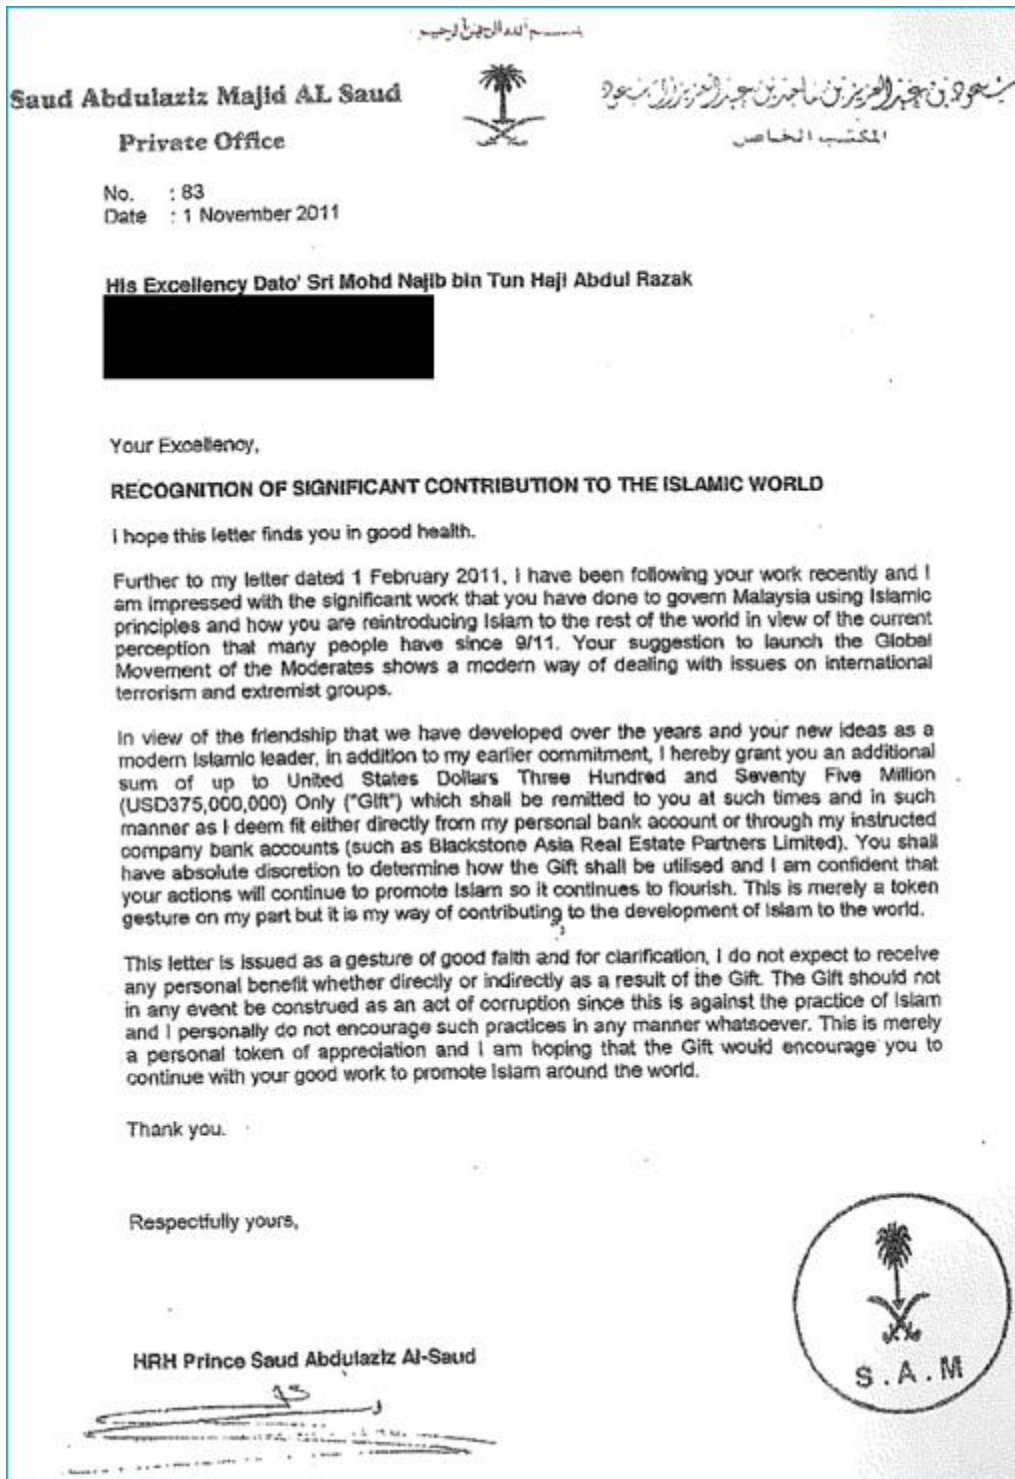 بسم الله الرحمن الرحيم
Saud Abdulaziz Majid AL Saud
سعود بن عبد العزيز بن ماجد بن عبد العزيز آل سعود
Private Office
المكتب الخاص
No. : 83
Date : 1 November 2011
His Excellency Dato' Sri Mohd Najib bin Tun Haji Abdul Razak
Your Excellency,
RECOGNITION OF SIGNIFICANT CONTRIBUTION TO THE ISLAMIC WORLD
I hope this letter finds you in good health.
Further to my letter dated 1 February 2011, I have been following your work recently and I
am impressed with the significant work that you have done to govern Malaysia using Islamic
principles and how you are reintroducing Islam to the rest of the world in view of the current
perception that many people have since 9/11. Your suggestion to launch the Global
Movement of the Moderates shows a modern way of dealing with issues on international
terrorism and extremist groups.
In view of the friendship that we have developed over the years and your new ideas as a
modern Islamic leader, in addition to my earlier commitment, I hereby grant you an additional
sum of up to United States Dollars Three Hundred and Seventy Five Million
(USD375,000,000) Only ("Gift") which shall be remitted to you at such times and in such
manner as I deem fit either directly from my personal bank account or through my instructed
company bank accounts (such as Blackstone Asia Real Estate Partners Limited). You shall
have absolute discretion to determine how the Gift shall be utilised and I am confident that
your actions will continue to promote Islam so it continues to flourish. This is merely a token
gesture on my part but it is my way of contributing to the development of Islam to the world.
This letter is issued as a gesture of good faith and for clarification, I do not expect to receive
any personal benefit whether directly or indirectly as a result of the Gift. The Gift should not
in any event be construed as an act of corruption since this is against the practice of Islam
and I personally do not encourage such practices in any manner whatsoever. This is merely
a personal token of appreciation and I am hoping that the Gift would encourage you to
continue with your good work to promote Islam around the world.
Thank you.
Respectfully yours,
HRH Prince Saud Abdulaziz Al-Saud
S.A.M